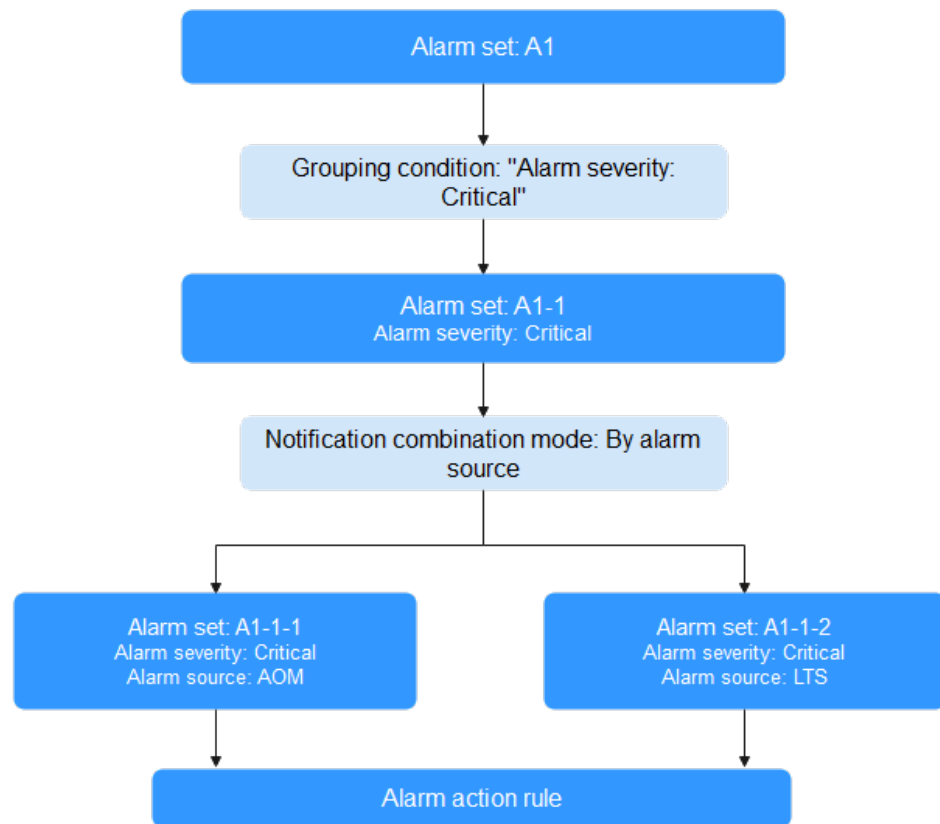 Alarm set: A1
Grouping condition: "Alarm severity:
Critical"
Alarm set: A1-1
Alarm severity: Critical
Notification combination mode: By alarm
source
Alarm set: A1-1-1
Alarm severity: Critical
Alarm source: AOM
Alarm set: A1-1-2
Alarm severity: Critical
Alarm source: LTS
Alarm action rule